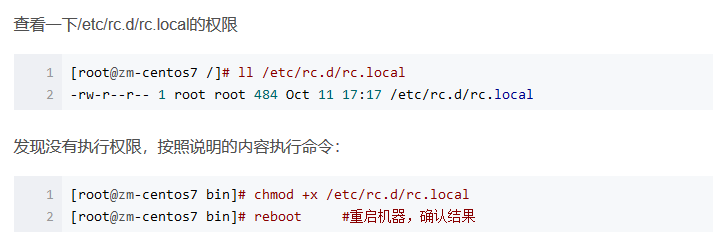 查看一下/etc/rc.d/rc.local的权限
1 [root@zm-centos7 /]# ll /etc/rc.d/rc.local
2 -rw-r--r-- 1 root root 484 Oct 11 17:17 /etc/rc.d/rc.local
发现没有执行权限，按照说明的内容执行命令：
1 [root@zm-centos7 bin]# chmod +x /etc/rc.d/rc.local
2 [root@zm-centos7 bin]# reboot     #重启机器，确认结果